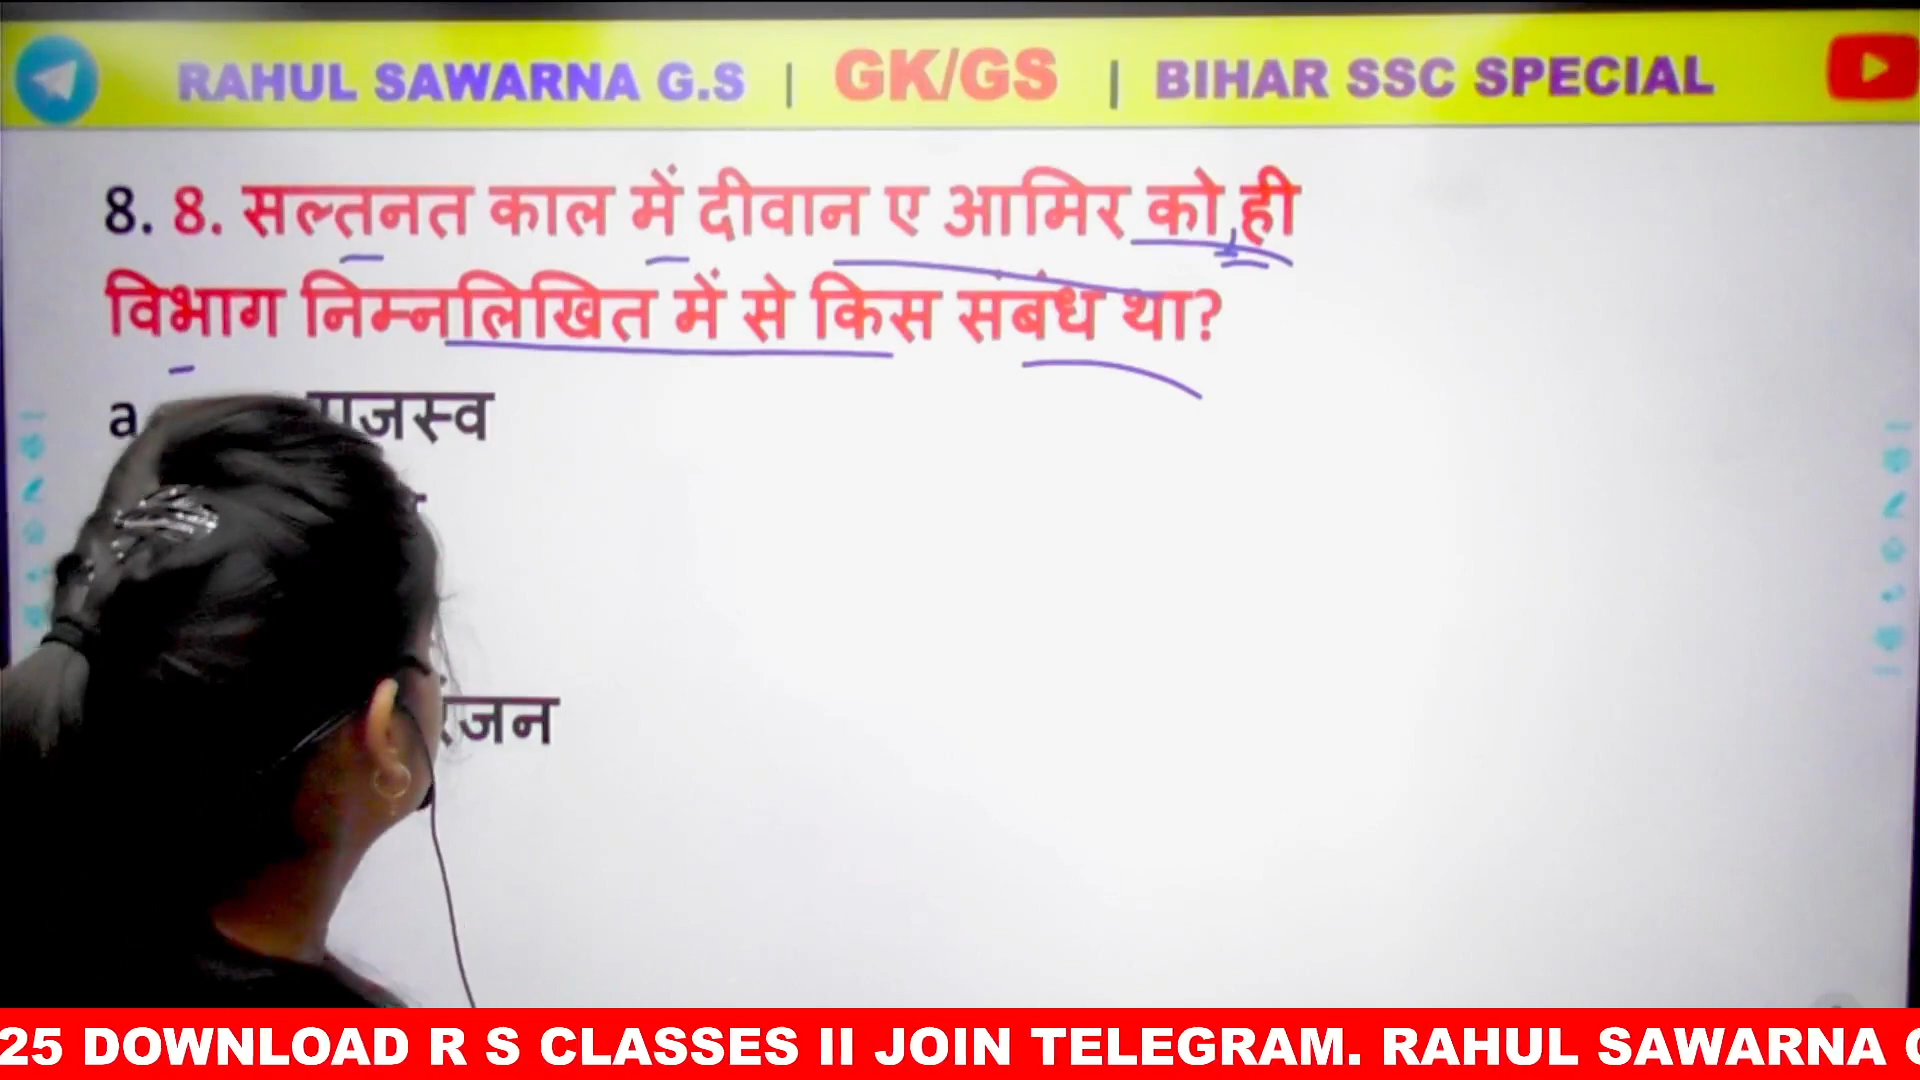 RAHUL SAWARNA G.S | GK/GS | BIHAR SSC SPECIAL
8. 8. सल्तनत काल में दीवान ए आमिर को ही
विभाग निम्नलिखित में से किस संबंध था?
a राजस्व
रंजन
25 DOWNLOAD R S CLASSES II JOIN TELEGRAM. RAHUL SAWARNA